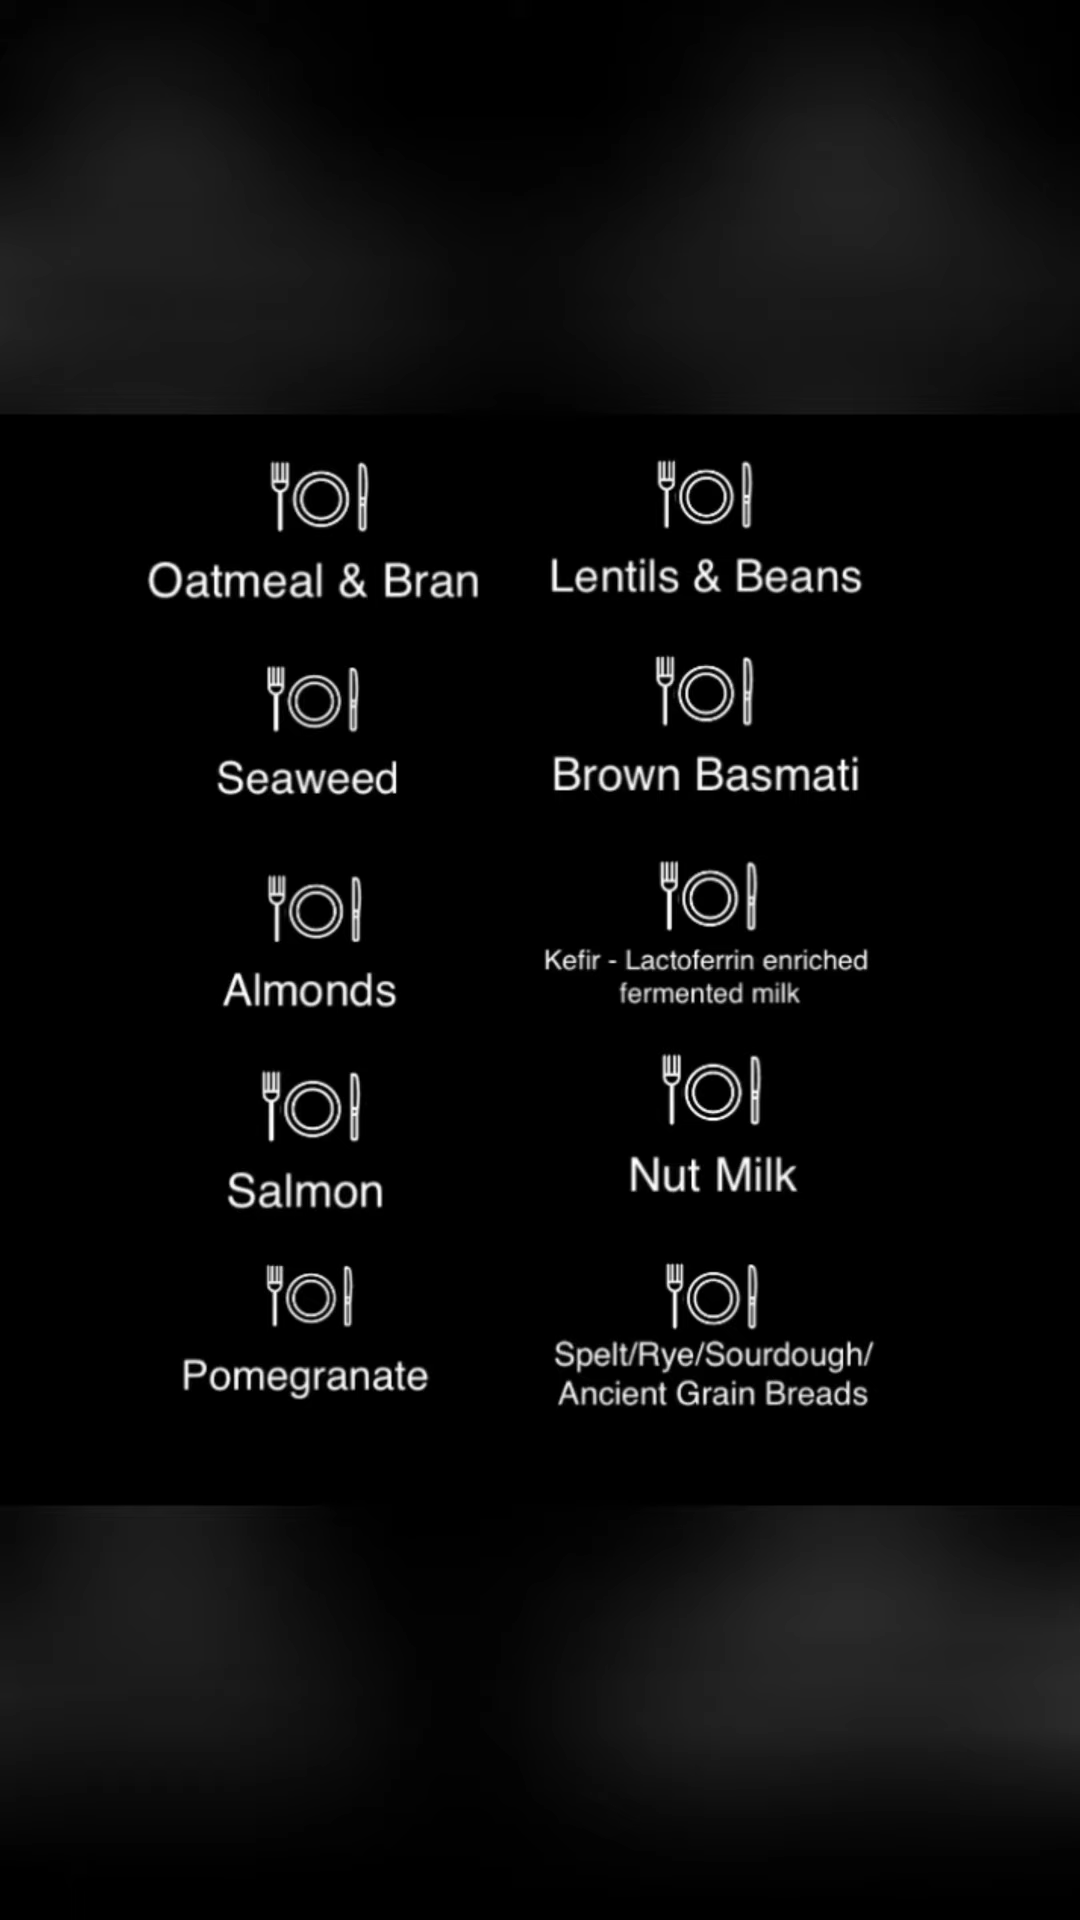 Oatmeal & Bran
Lentils & Beans
Seaweed
Brown Basmati
Almonds
Kefir - Lactoferrin enriched
fermented milk
Salmon
Nut Milk
Pomegranate
Spelt/Rye/Sourdough/
Ancient Grain Breads